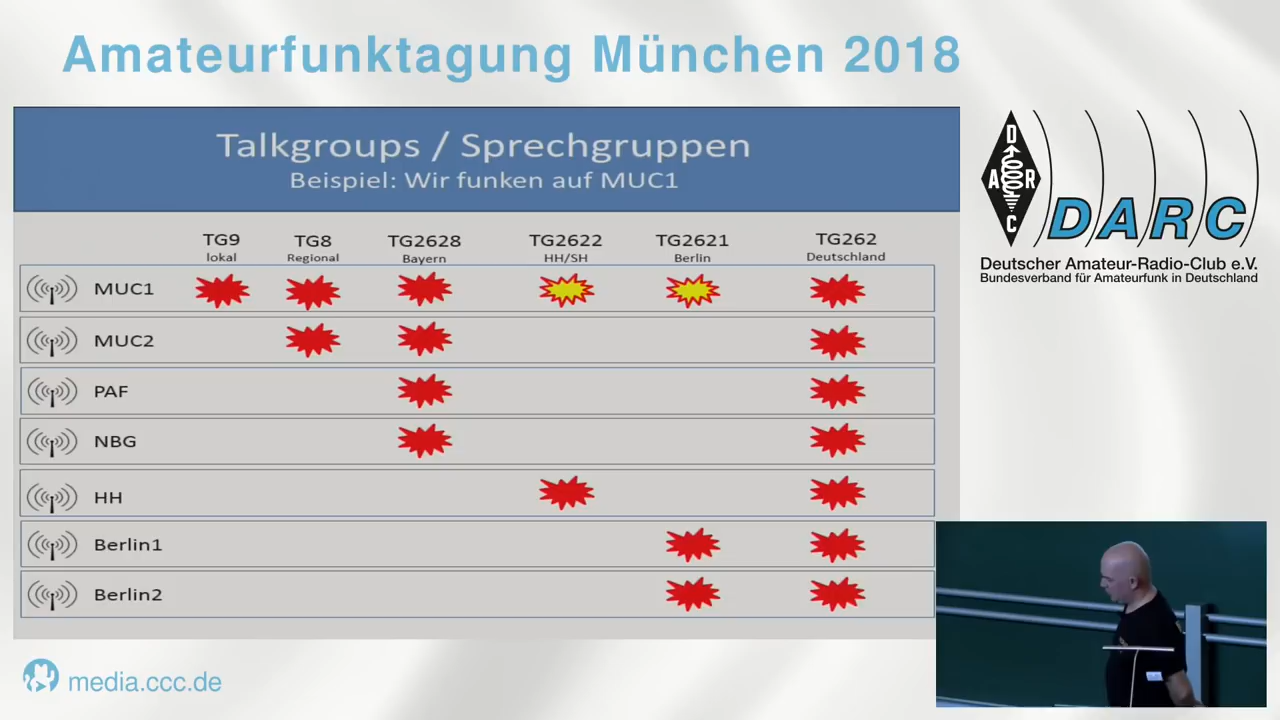 Amateurfunktagung München 2018
Talkgroups / Sprechgruppen
Beispiel: Wir funken auf MUC1
TG9 TG8 TG2628 TG2622 TG2621 TG262
lokal Regional Bayern HH/SH Berlin Deutschland
MUC1
MUC2
PAF
NBG
HH
Berlin1
Berlin2
D
A R
C
DARC
Deutscher Amateur-Radio-Club e.V.
Bundesverband für Amateurfunk in Deutschland
media.ccc.de